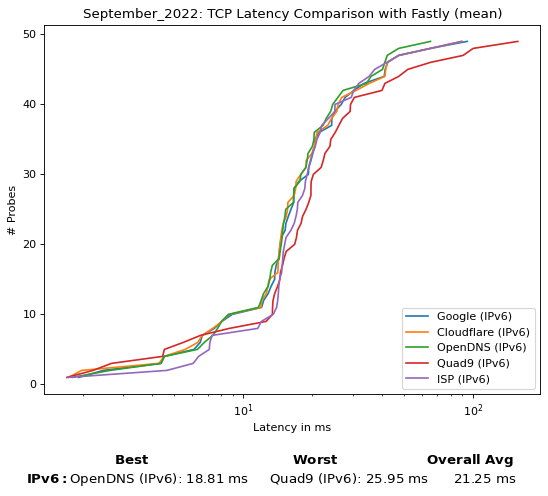 September_2022: TCP Latency Comparison with Fastly (mean)
50
40
30
20
10
0
# Probes
Google (IPv6)
Cloudflare (IPv6)
OpenDNS (IPv6)
Quad9 (IPv6)
ISP (IPv6)
10¹
10²
Latency in ms
Best Worst Overall Avg
IPv6: OpenDNS (IPv6): 18.81 ms Quad9 (IPv6): 25.95 ms 21.25 ms